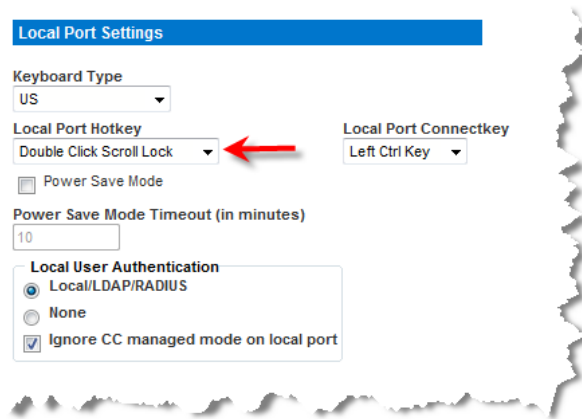 Local Port Settings
Keyboard Type
US
Local Port Hotkey
Local Port Connectkey
Double Click Scroll Lock
Left Ctrl Key
Power Save Mode
Power Save Mode Timeout (in minutes)
10
Local User Authentication
Local/LDAP/RADIUS
None
Ignore CC managed mode on local port